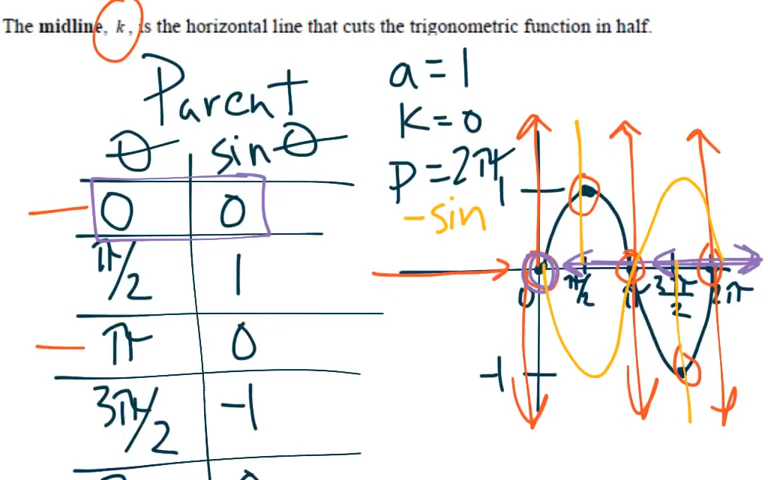 The midline, k, is the horizontal line that cuts the trigonometric function in half.
Parent
θ sinθ
0 0
π/2 1
π 0
3π/2 -1
0
a=1
k=0
p=2π
-sin
1
0 π/2 π 3π/2 2π
-1